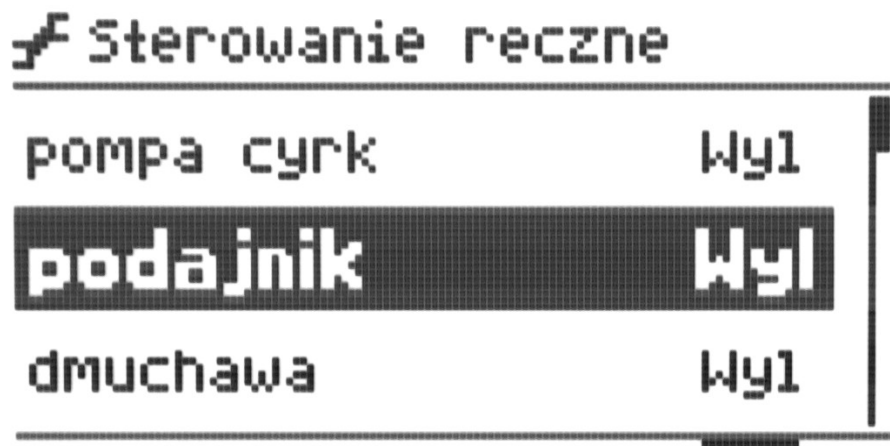 Sterowanie reczne
pompa cyrk Wyl
podajnik Wyl
dmuchawa Wyl